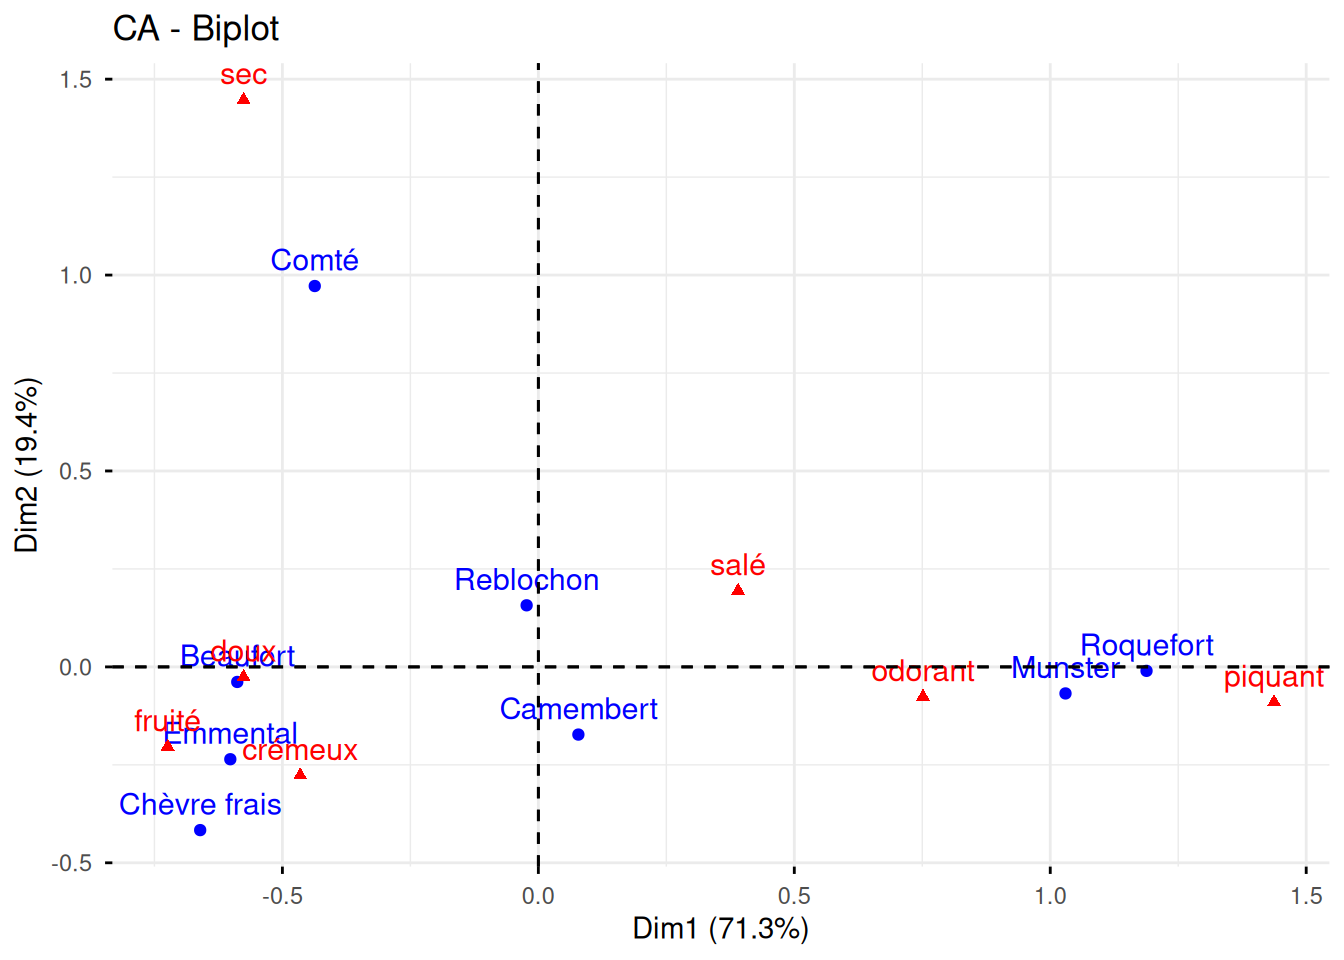 CA - Biplot
sec
Comté
salé
Reblochon
Roquefort
doux
Beaufort
Munster
odorant
piquant
Camembert
fruité
Emmental
crémeux
Chèvre frais
1.5
1.0
0.5
0.0
-0.5
-0.5
0.0
0.5
1.0
1.5
Dim1 (71.3%)
Dim2 (19.4%)